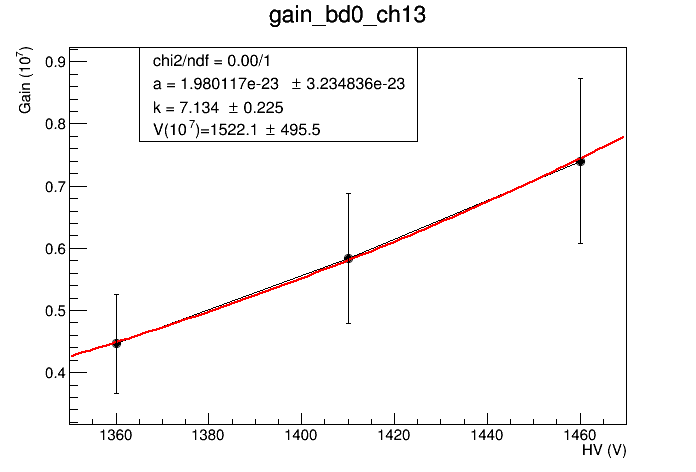 gain_bd0_ch13
Gain (10⁷)
chi2/ndf = 0.00/1
a = 1.980117e-23 ± 3.234836e-23
k = 7.134 ± 0.225
V(10⁷)=1522.1 ± 495.5
0.9
0.8
0.7
0.6
0.5
0.4
1360 1380 1400 1420 1440 1460
HV (V)